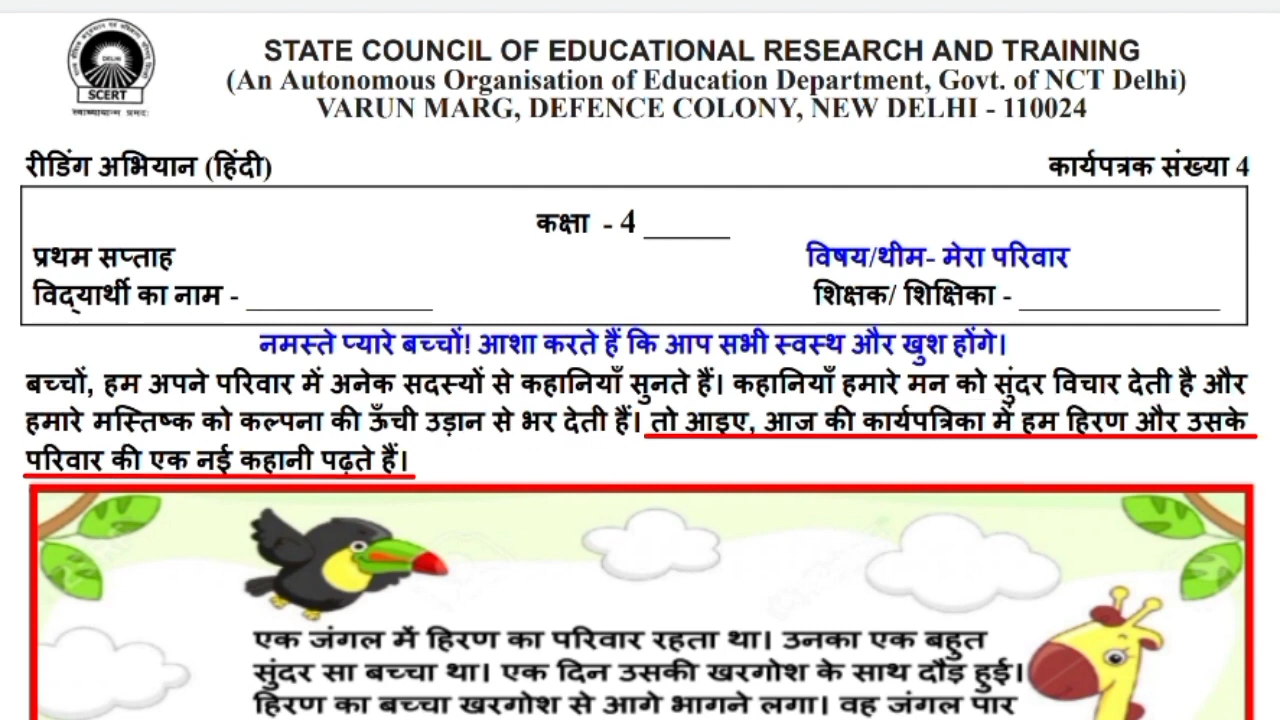 STATE COUNCIL OF EDUCATIONAL RESEARCH AND TRAINING
(An Autonomous Organisation of Education Department, Govt. of NCT Delhi)
VARUN MARG, DEFENCE COLONY, NEW DELHI - 110024
DELHI
SCERT
रीडिंग अभियान (हिंदी) कार्यपत्रक संख्या 4
कक्षा - 4 ______
प्रथम सप्ताह विषय/थीम- मेरा परिवार
विद्यार्थी का नाम - _____________ शिक्षक/ शिक्षिका - ______________
नमस्ते प्यारे बच्चों! आशा करते हैं कि आप सभी स्वस्थ और खुश होंगे।
बच्चों, हम अपने परिवार में अनेक सदस्यों से कहानियाँ सुनते हैं। कहानियाँ हमारे मन को सुंदर विचार देती है और
हमारे मस्तिष्क को कल्पना की ऊँची उड़ान से भर देती हैं। तो आइए, आज की कार्यपत्रिका में हम हिरण और उसके
परिवार की एक नई कहानी पढ़ते हैं।
एक जंगल में हिरण का परिवार रहता था। उनका एक बहुत
सुंदर सा बच्चा था। एक दिन उसकी खरगोश के साथ दौड़ हुई।
हिरण का बच्चा खरगोश से आगे भागने लगा। वह जंगल पार